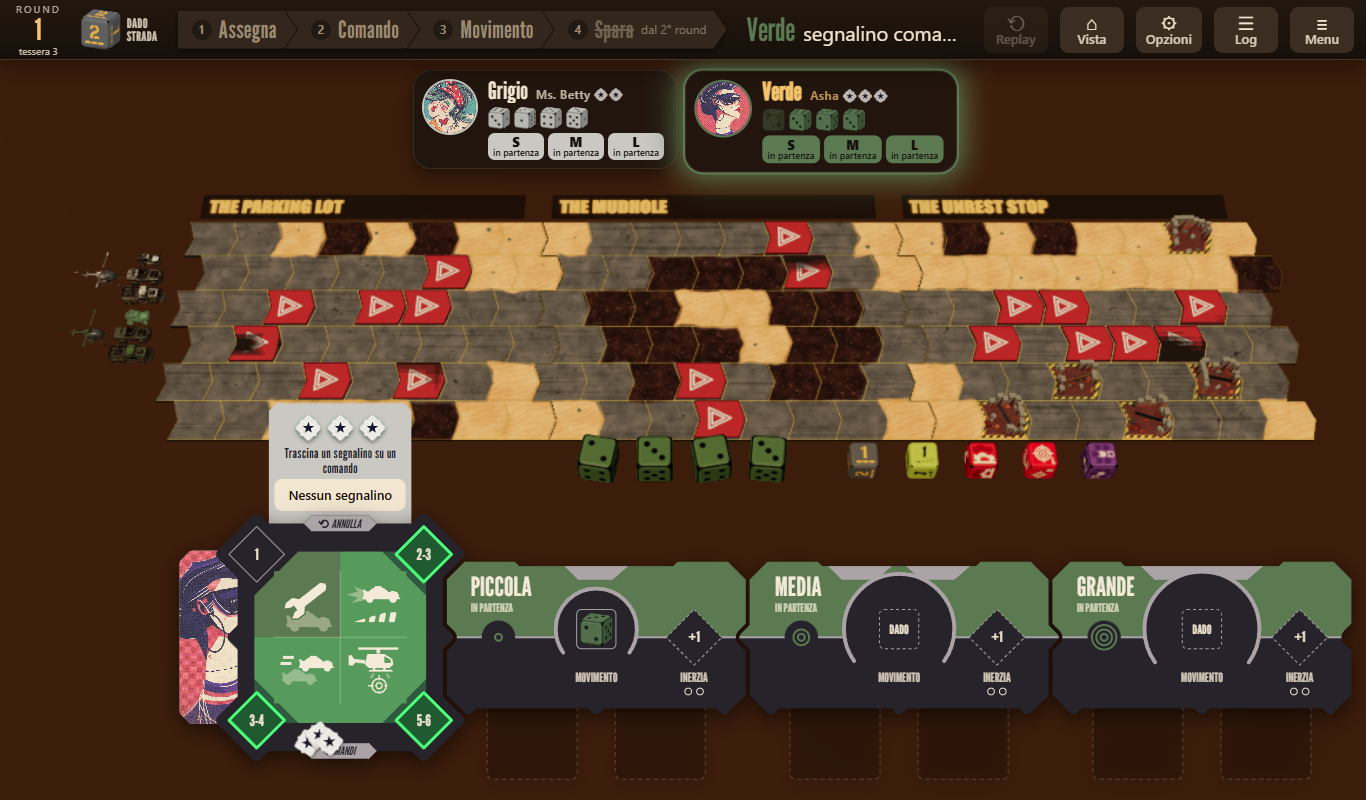 ROUND
1
tessera 3
2
DADO
STRADA
1 Assegna
2 Comando
3 Movimento
4 Sparo dal 2° round
Verde segnalino coma...
Replay
Vista
Opzioni
Log
Menu
Grigio Ms. Betty
S
in partenza
M
in partenza
L
in partenza
Verde Asha
S
in partenza
M
in partenza
L
in partenza
THE PARKING LOT
THE MUDHOLE
THE UNREST STOP
Trascina un segnalino su un
comando
Nessun segnalino
ANNULLA
1
2-3
3-4
5-6
1
1
PICCOLA
IN PARTENZA
MOVIMENTO
+1
INERZIA
MEDIA
IN PARTENZA
DADO
MOVIMENTO
+1
INERZIA
GRANDE
IN PARTENZA
DADO
MOVIMENTO
+1
INERZIA